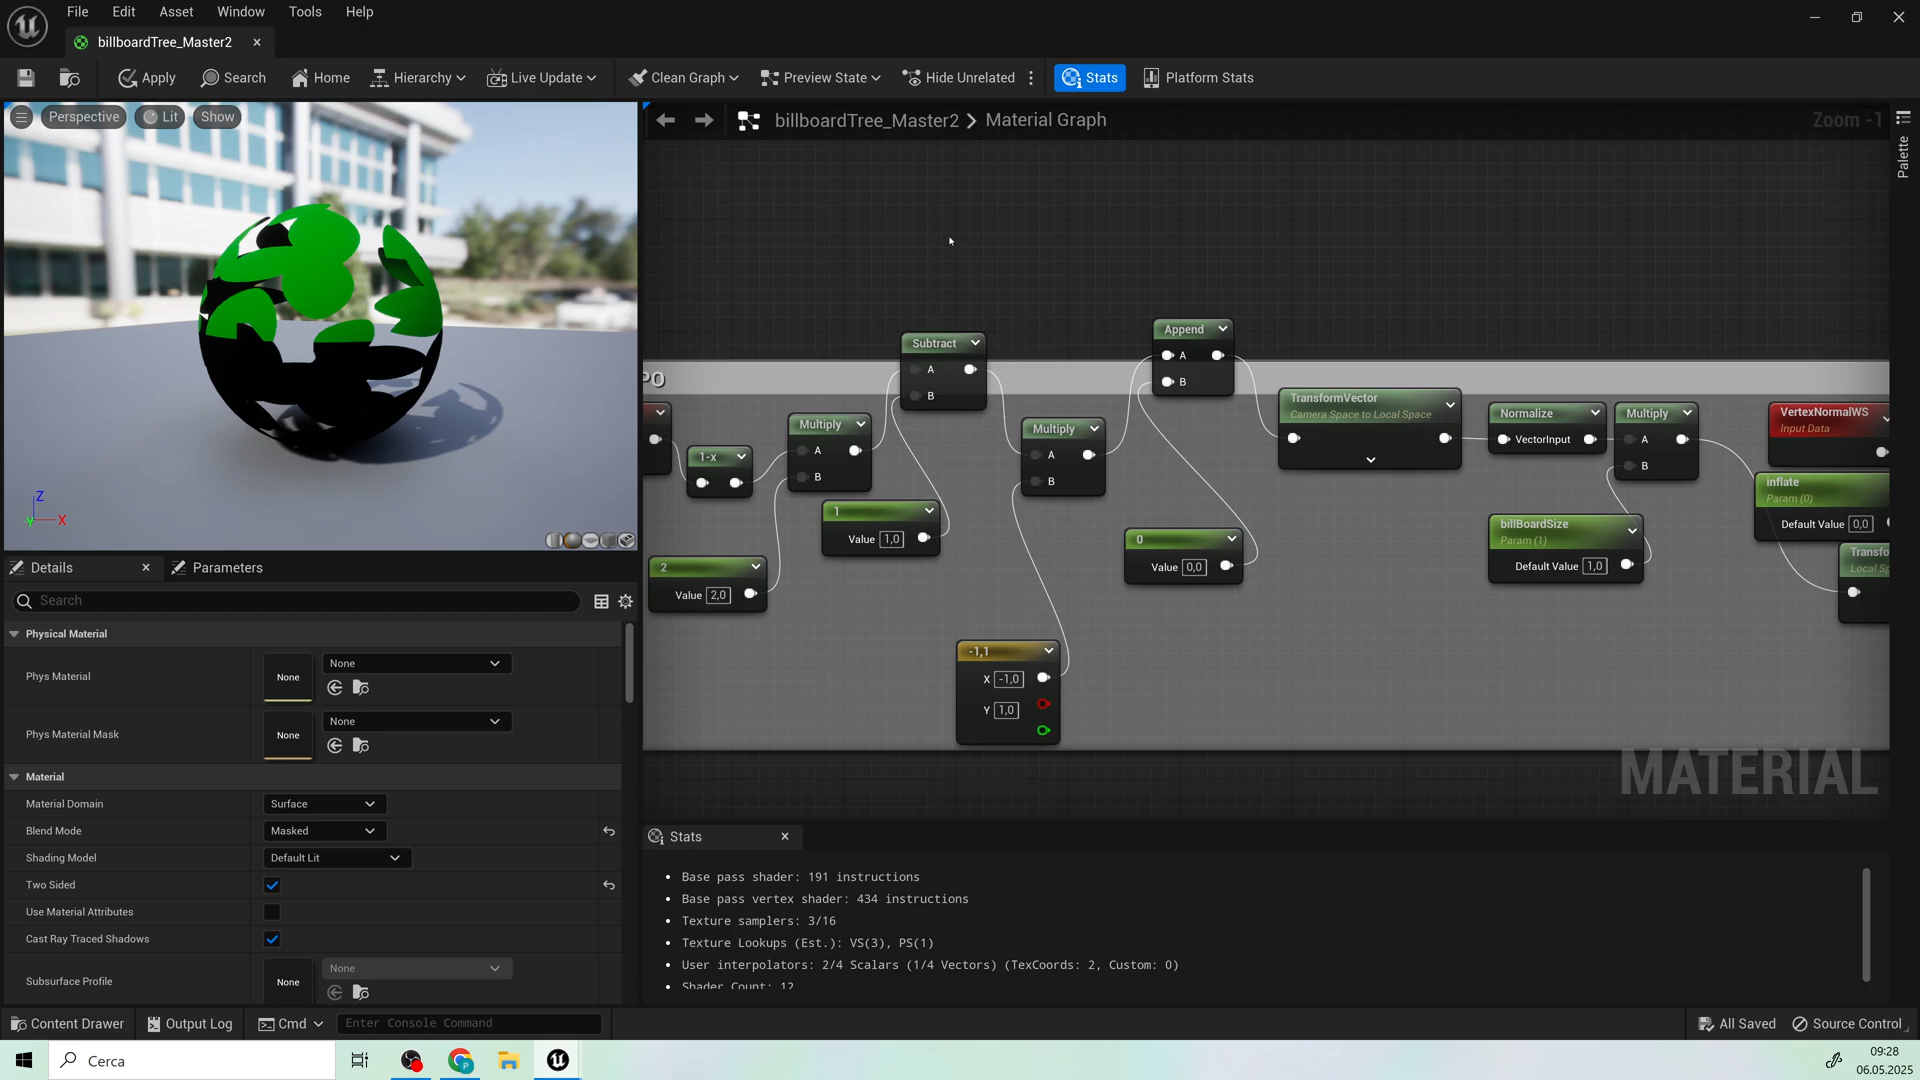 File Edit Asset Window Tools Help
billboardTree_Master2
Apply Search Home Hierarchy Live Update Clean Graph Preview State Hide Unrelated Stats Platform Stats
Perspective Lit Show
billboardTree_Master2 > Material Graph
Zoom -1
Palette
Z
Y
X
PO
1-x
Multiply
A
B
2
Value 2,0
1
Value 1,0
Subtract
A
B
Multiply
A
B
-1,1
X -1,0
Y 1,0
Append
A
B
0
Value 0,0
TransformVector
Camera Space to Local Space
Normalize
VectorInput
Multiply
A
B
billBoardSize
Param (1)
Default Value 1,0
VertexNormalWS
Input Data
inflate
Param (0)
Default Value 0,0
Transfo
Local Sp
MATERIAL
Details Parameters
Search
Physical Material
Phys Material None None
Phys Material Mask None None
Material
Material Domain Surface
Blend Mode Masked
Shading Model Default Lit
Two Sided
Use Material Attributes
Cast Ray Traced Shadows
Subsurface Profile None None
Stats
• Base pass shader: 191 instructions
• Base pass vertex shader: 434 instructions
• Texture samplers: 3/16
• Texture Lookups (Est.): VS(3), PS(1)
• User interpolators: 2/4 Scalars (1/4 Vectors) (TexCoords: 2, Custom: 0)
• Shader Count: 12
Content Drawer Output Log Cmd Enter Console Command All Saved Source Control
Cerca
09:28
06.05.2025